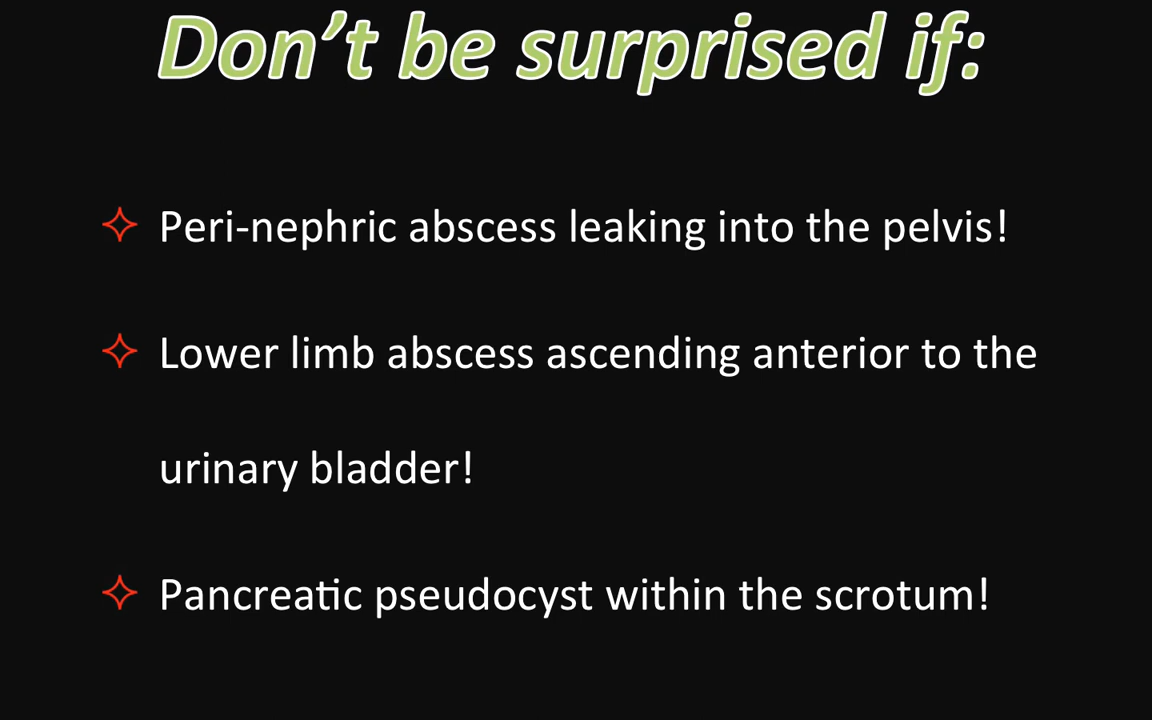 Don’t be surprised if:
✧ Peri-nephric abscess leaking into the pelvis!
✧ Lower limb abscess ascending anterior to the
urinary bladder!
✧ Pancreatic pseudocyst within the scrotum!